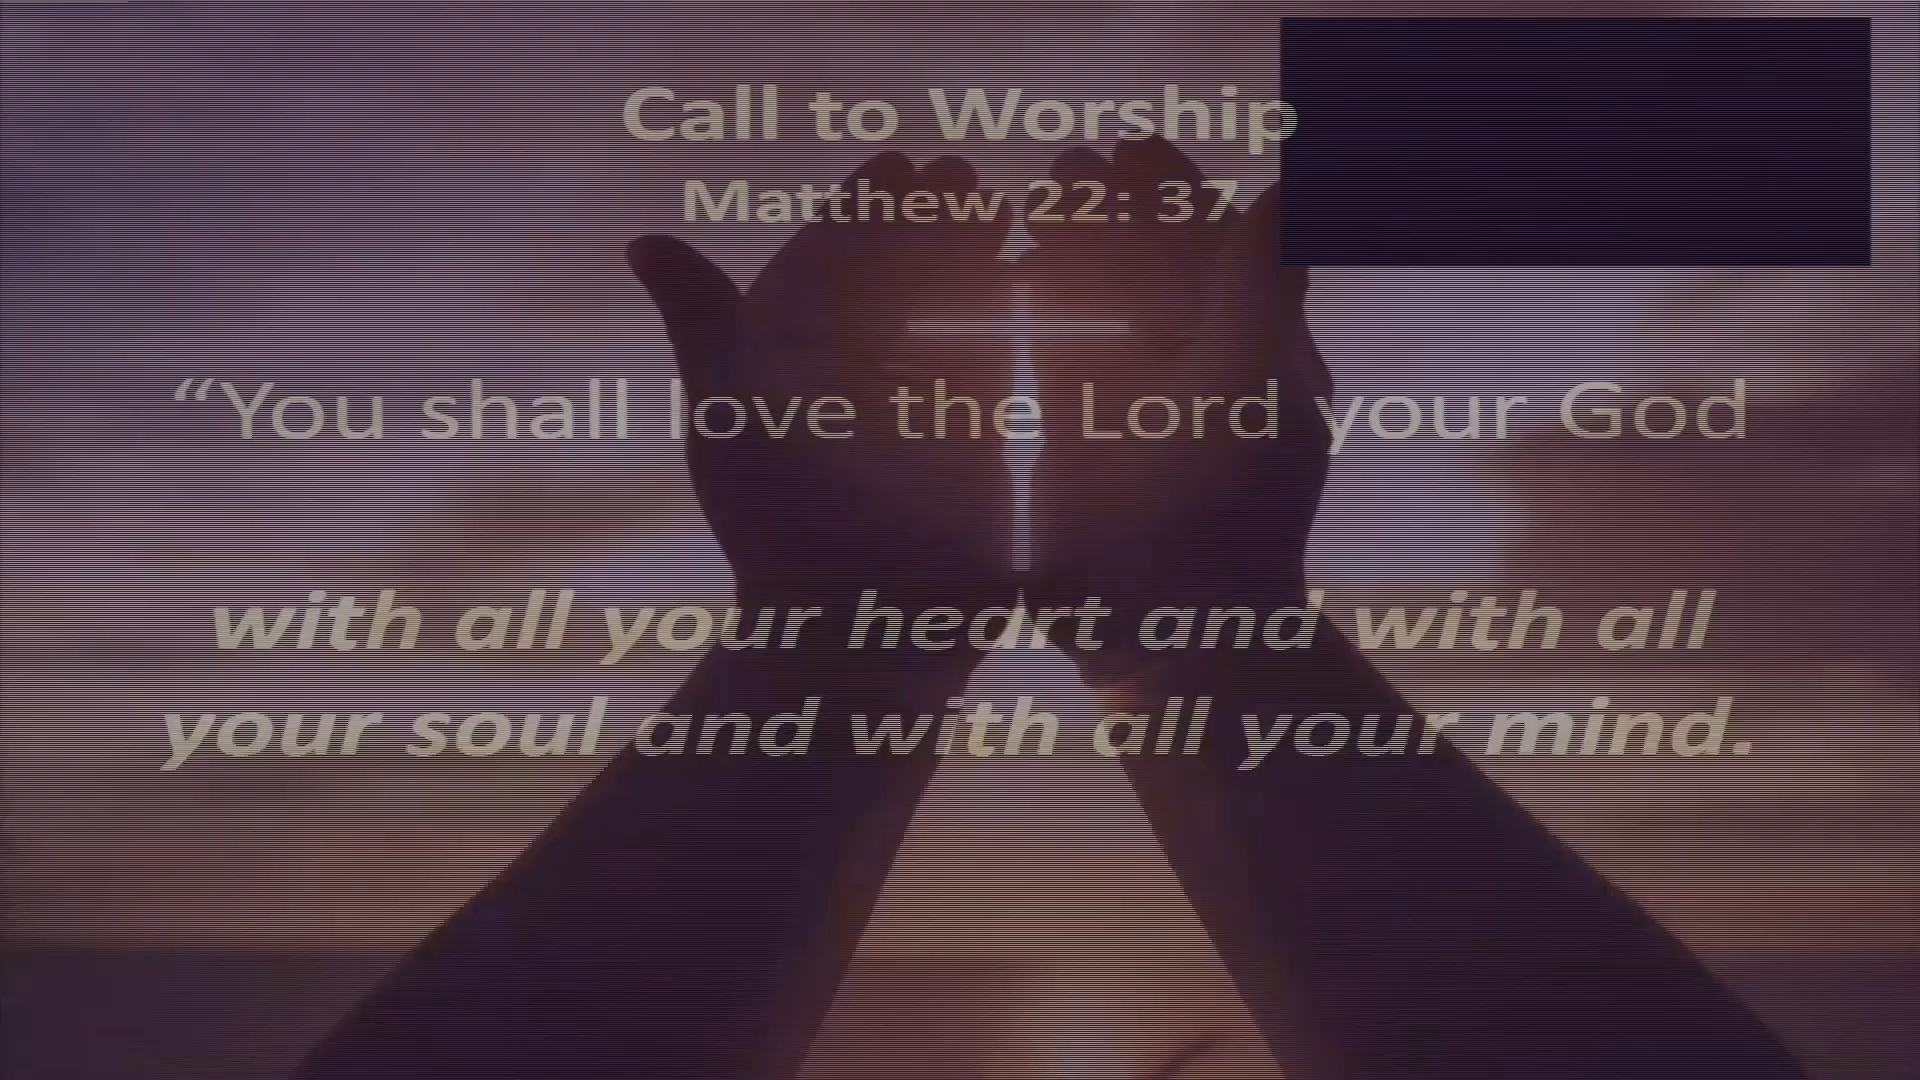 Call to Worship
Matthew 22: 37
“You shall love the Lord your God
with all your heart and with all
your soul and with all your mind.